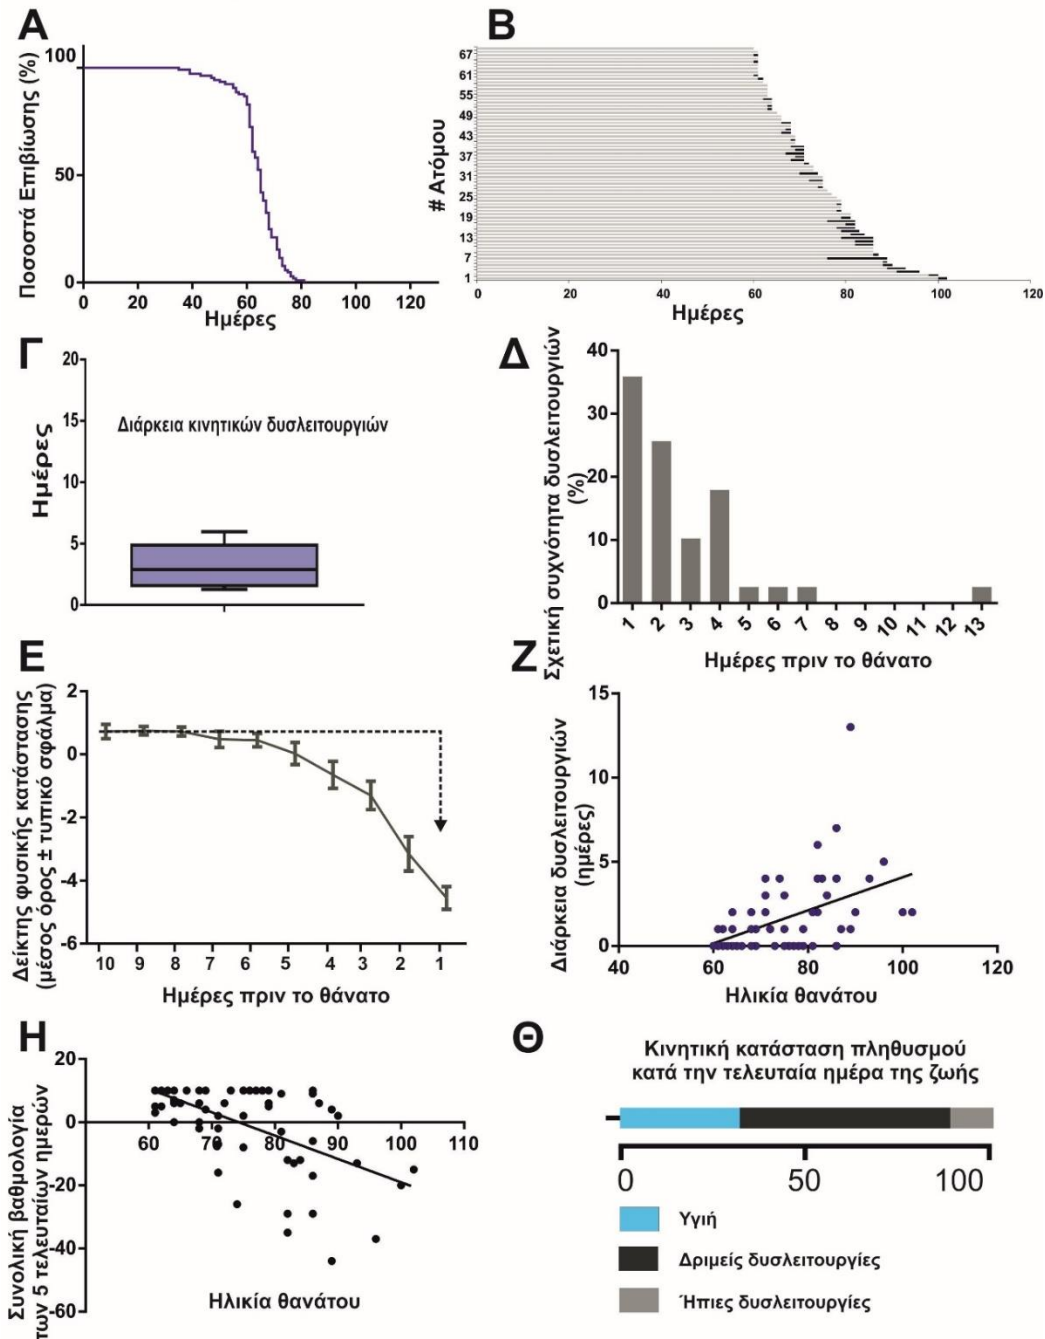 A
Ποσοστά Επιβίωσης (%)
100
50
0
0 20 40 60 80 100 120
Ημέρες
B
# Ατόμου
67
61
55
49
43
37
31
25
19
13
7
1
0 20 40 60 80 100 120
Ημέρες
Γ
Ημέρες
20
15
10
5
0
Διάρκεια κινητικών δυσλειτουργιών
Δ
Σχετική συχνότητα δυσλειτουργιών
(%)
40
30
20
10
0
1 2 3 4 5 6 7 8 9 10 11 12 13
Ημέρες πριν το θάνατο
Ε
Δείκτης φυσικής κατάστασης
(μέσος όρος ± τυπικό σφάλμα)
2
0
-2
-4
-6
10 9 8 7 6 5 4 3 2 1
Ημέρες πριν το θάνατο
Ζ
Διάρκεια δυσλειτουργιών
(ημέρες)
15
10
5
0
40 60 80 100 120
Ηλικία θανάτου
Η
Συνολική βαθμολογία
των 5 τελευταίων ημερών
20
0
-20
-40
-60
60 70 80 90 100 110
Ηλικία θανάτου
Θ
Κινητική κατάσταση πληθυσμού
κατά την τελευταία ημέρα της ζωής
0 50 100
Υγιή
Δριμείς δυσλειτουργίες
Ήπιες δυσλειτουργίες